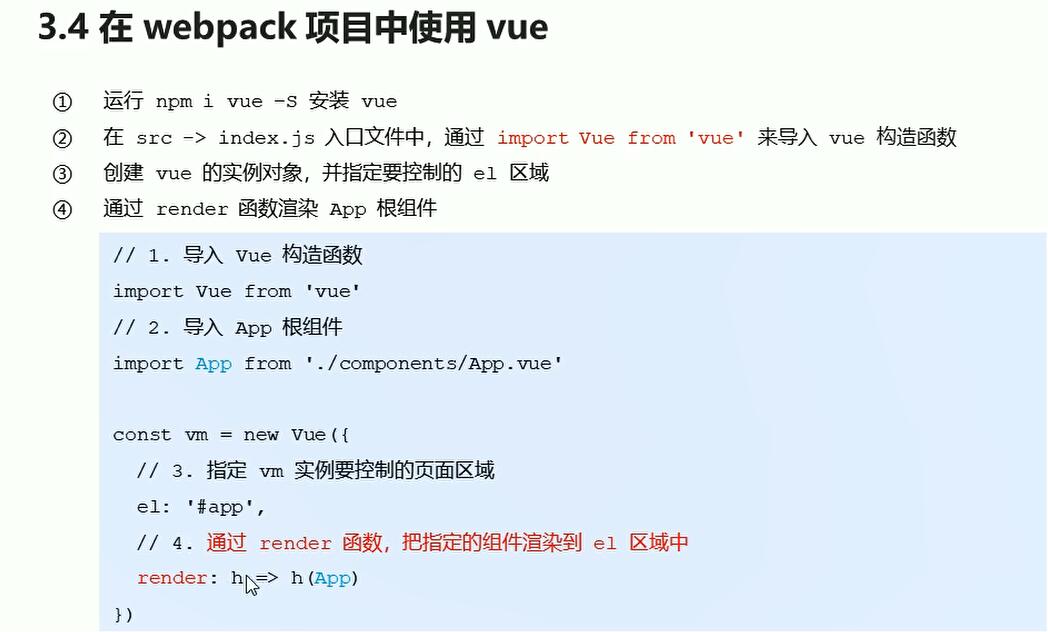 3.4 在 webpack 项目中使用 vue
① 运行 npm i vue -S 安装 vue
② 在 src -> index.js 入口文件中，通过 import Vue from 'vue' 来导入 vue 构造函数
③ 创建 vue 的实例对象，并指定要控制的 el 区域
④ 通过 render 函数渲染 App 根组件
// 1. 导入 Vue 构造函数
import Vue from 'vue'
// 2. 导入 App 根组件
import App from './components/App.vue'
const vm = new Vue({
// 3. 指定 vm 实例要控制的页面区域
el: '#app',
// 4. 通过 render 函数，把指定的组件渲染到 el 区域中
render: h => h(App)
})